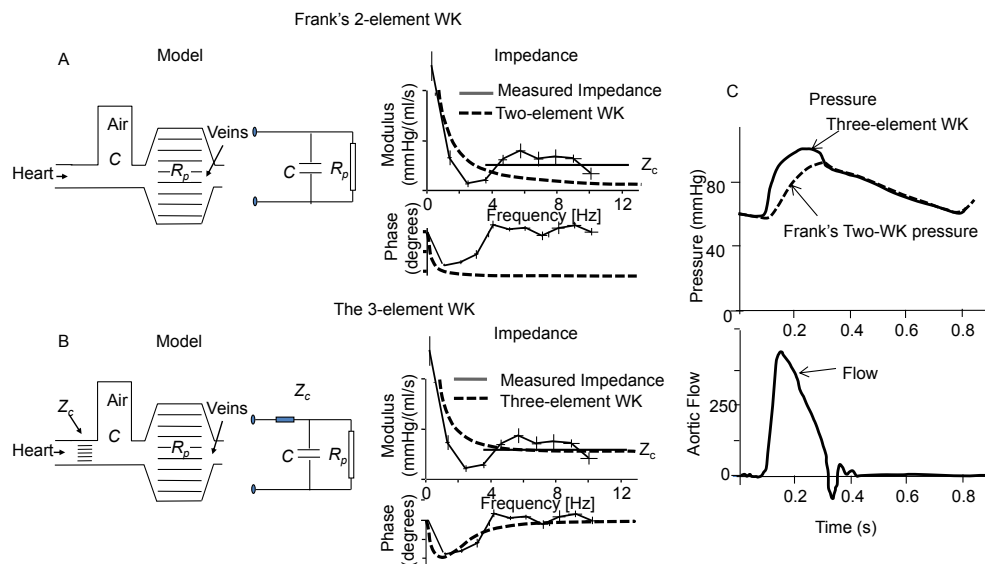 Frank's 2-element WK
A
Model
Impedance
Air
C
Veins
Heart
Rp
C
Rp
Modulus
(mmHg/(ml/s)
Measured Impedance
Two-element WK
Zc
0
4
8
12
Frequency [Hz]
Phase
(degrees)
The 3-element WK
B
Model
Impedance
Zc
Air
C
Veins
Heart
Rp
Zc
C
Rp
Modulus
(mmHg/(ml/s)
Measured Impedance
Three-element WK
Zc
0
4
8
12
Frequency [Hz]
Phase
(degrees)
C
Pressure
Three-element WK
Frank's Two-WK pressure
Pressure (mmHg)
80
40
0
0.2
0.4
0.6
0.8
Aortic Flow
250
0
Flow
0.2
0.4
0.6
0.8
Time (s)